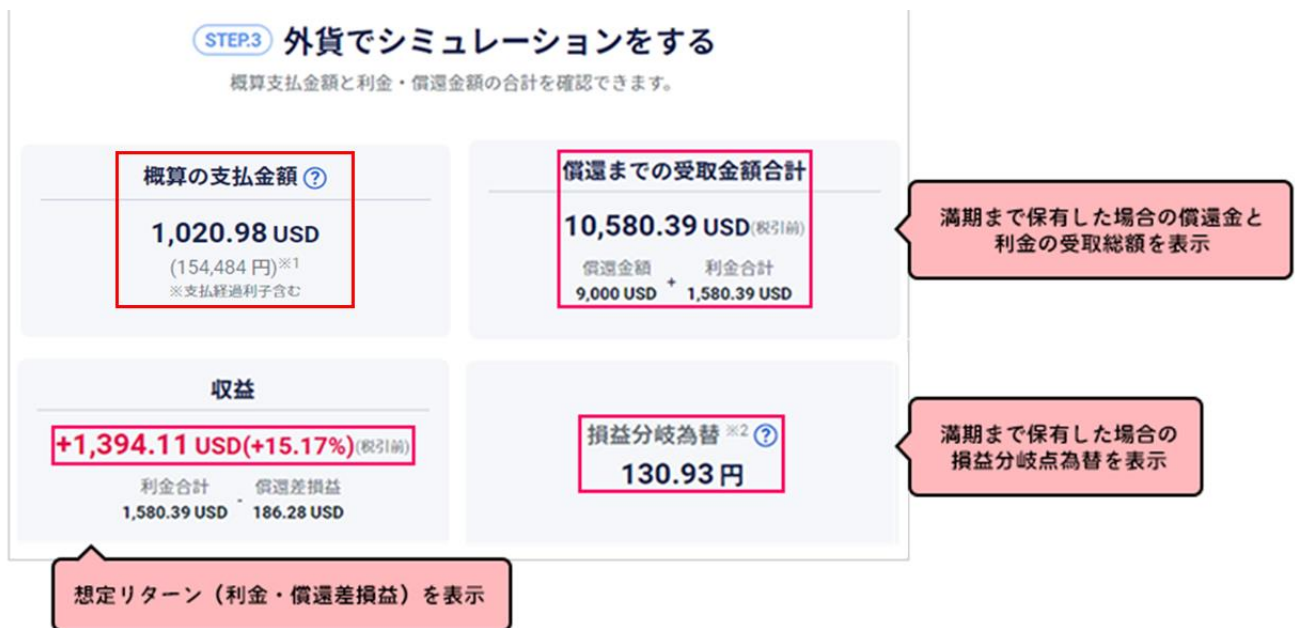 STEP.3 外貨でシミュレーションをする
概算支払金額と利金・償還金額の合計を確認できます。
概算の支払金額 ?
1,020.98 USD
(154,484 円)※1
※支払経過利子含む
償還までの受取金額合計
10,580.39 USD(税引前)
償還金額 + 利金合計
9,000 USD 1,580.39 USD
満期まで保有した場合の償還金と
利金の受取総額を表示
収益
+1,394.11 USD(+15.17%)(税引前)
利金合計 - 償還差損益
1,580.39 USD 186.28 USD
損益分岐為替 ※2 ?
130.93 円
満期まで保有した場合の
損益分岐点為替を表示
想定リターン（利金・償還差損益）を表示